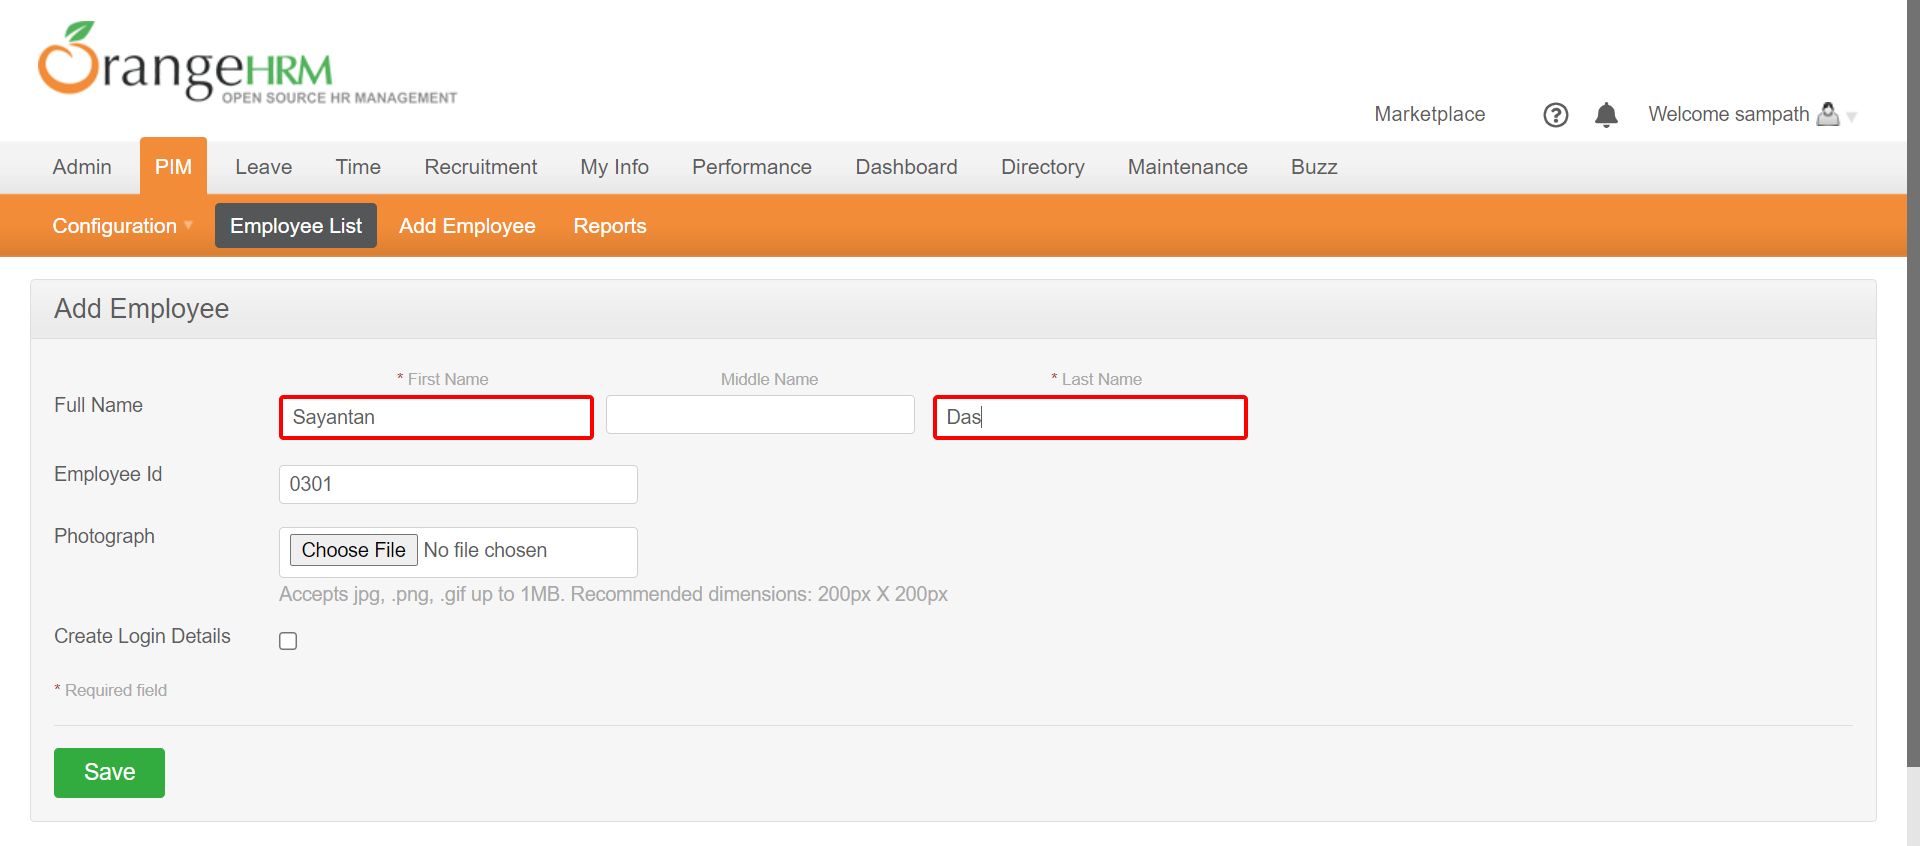 OrangeHRM
OPEN SOURCE HR MANAGEMENT
Marketplace ? Welcome sampath
Admin PIM Leave Time Recruitment My Info Performance Dashboard Directory Maintenance Buzz
Configuration Employee List Add Employee Reports
Add Employee
* First Name Middle Name * Last Name
Full Name Sayantan Das
Employee Id 0301
Photograph Choose File No file chosen
Accepts jpg, .png, .gif up to 1MB. Recommended dimensions: 200px X 200px
Create Login Details
* Required field
Save